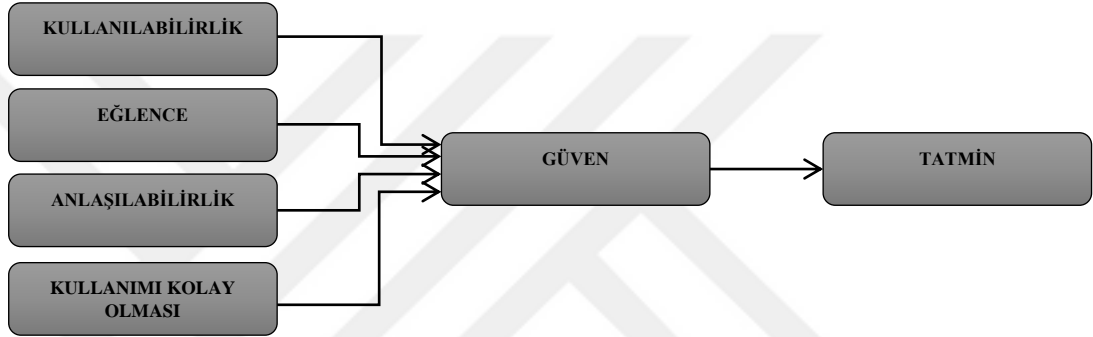 KULLANILABİLİRLİK
EĞLENCE
ANLAŞILABİLİRLİK
KULLANIMI KOLAY
OLMASI
GÜVEN
TATMİN